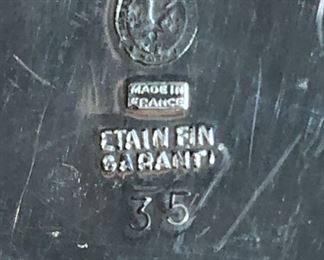 MADE IN
FRANCE
ETAIN FIN
GARANTI
35